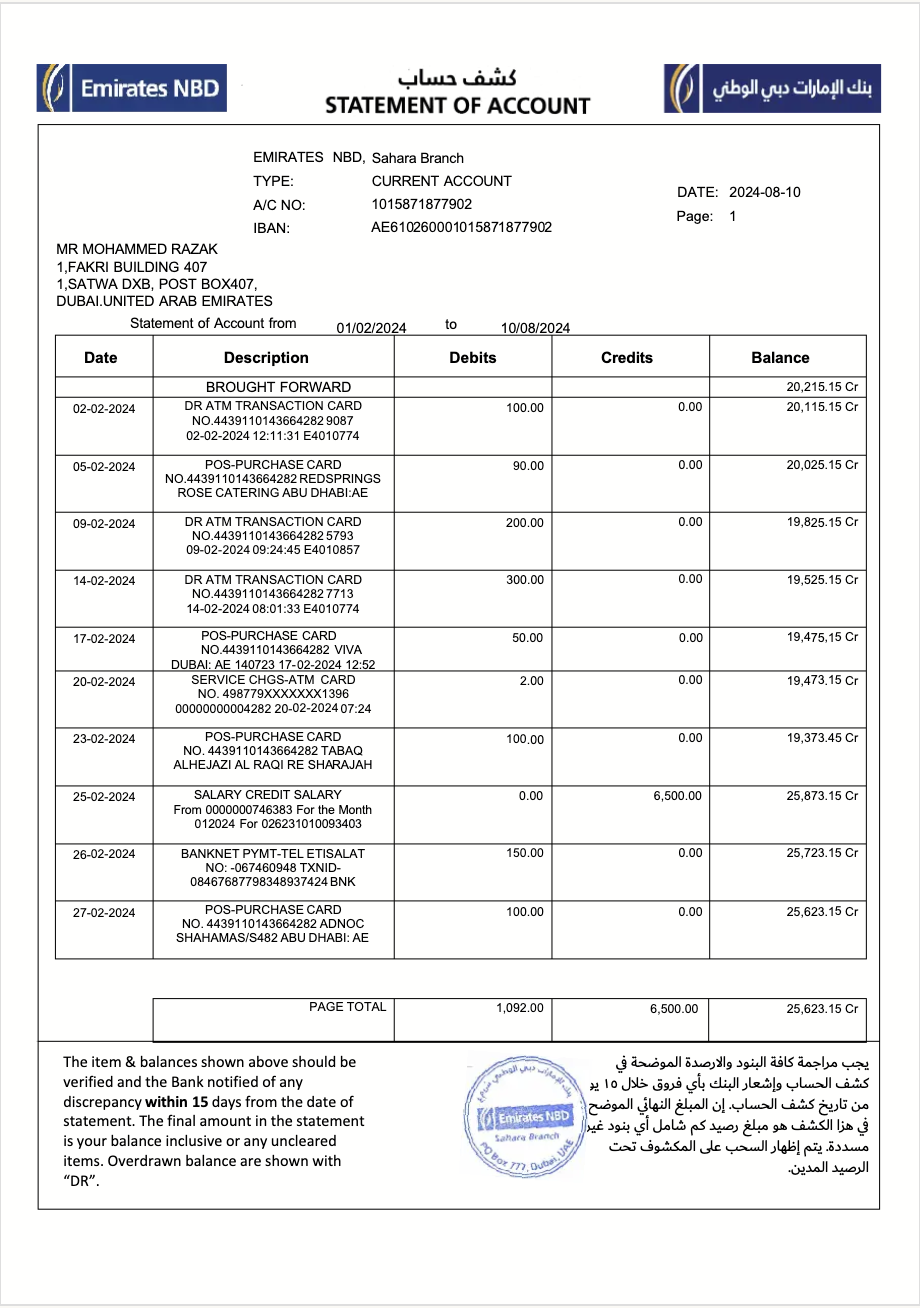 Emirates NBD
كشف حساب
STATEMENT OF ACCOUNT
بنك الإمارات دبي الوطني
EMIRATES NBD, Sahara Branch
TYPE: CURRENT ACCOUNT
A/C NO: 1015871877902
IBAN: AE610260001015871877902
DATE: 2024-08-10
Page: 1
MR MOHAMMED RAZAK
1,FAKRI BUILDING 407
1,SATWA DXB, POST BOX407,
DUBAI.UNITED ARAB EMIRATES
Statement of Account from 01/02/2024 to 10/08/2024
Date Description Debits Credits Balance
BROUGHT FORWARD 20,215.15 Cr
02-02-2024 DR ATM TRANSACTION CARD 100.00 0.00 20,115.15 Cr
NO.4439110143664282 9087
02-02-2024 12:11:31 E4010774
05-02-2024 POS-PURCHASE CARD 90.00 0.00 20,025.15 Cr
NO.4439110143664282 REDSPRINGS
ROSE CATERING ABU DHABI:AE
09-02-2024 DR ATM TRANSACTION CARD 200.00 0.00 19,825.15 Cr
NO.4439110143664282 5793
09-02-2024 09:24:45 E4010857
14-02-2024 DR ATM TRANSACTION CARD 300.00 0.00 19,525.15 Cr
NO.4439110143664282 7713
14-02-2024 08:01:33 E4010774
17-02-2024 POS-PURCHASE CARD 50.00 0.00 19,475,15 Cr
NO.4439110143664282 VIVA
DUBAI: AE 140723 17-02-2024 12:52
20-02-2024 SERVICE CHGS-ATM CARD 2.00 0.00 19,473.15 Cr
NO. 498779XXXXXXX1396
00000000004282 20-02-2024 07:24
23-02-2024 POS-PURCHASE CARD 100.00 0.00 19,373.45 Cr
NO. 4439110143664282 TABAQ
ALHEJAZI AL RAQI RE SHARAJAH
25-02-2024 SALARY CREDIT SALARY 0.00 6,500.00 25,873.15 Cr
From 0000000746383 For the Month
012024 For 026231010093403
26-02-2024 BANKNET PYMT-TEL ETISALAT 150.00 0.00 25,723.15 Cr
NO: -067460948 TXNID-
08467687798348937424 BNK
27-02-2024 POS-PURCHASE CARD 100.00 0.00 25,623.15 Cr
NO. 4439110143664282 ADNOC
SHAHAMAS/S482 ABU DHABI: AE
PAGE TOTAL 1,092.00 6,500.00 25,623.15 Cr
The item & balances shown above should be
verified and the Bank notified of any
discrepancy within 15 days from the date of
statement. The final amount in the statement
is your balance inclusive or any uncleared
items. Overdrawn balance are shown with
“DR”.
بنك الإمارات دبي الوطني
Emirates NBD
Sahara Branch
PO Box 777, Dubai, UAE
يجب مراجمة كافة البنود والارصدة الموضحة في
كشف الحساب وإشعار البنك بأي فروق خلال ١٥ يو
من تاريخ كشف الحساب. إن المبلغ النهائي الموضح
في هزا الكشف هو مبلغ رصيد كم شامل أي بنود غير
مسددة. يتم إظهار السحب على المكشوف تحت
الرصيد المدين.